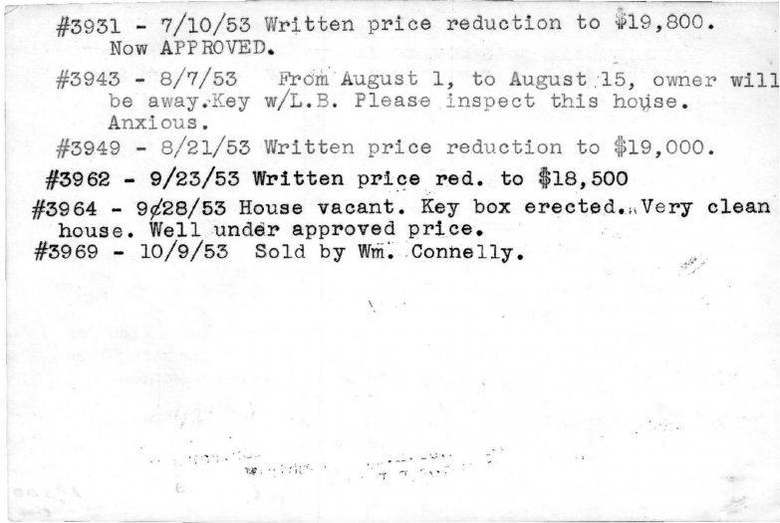 #3931 - 7/10/53 Written price reduction to $19,800.
Now APPROVED.
#3943 - 8/7/53 From August 1, to August 15, owner will
be away. Key w/L.B. Please inspect this house.
Anxious.
#3949 - 8/21/53 Written price reduction to $19,000.
#3962 - 9/23/53 Written price red. to $18,500
#3964 - 9/28/53 House vacant. Key box erected. Very clean
house. Well under approved price.
#3969 - 10/9/53 Sold by Wm. Connelly.